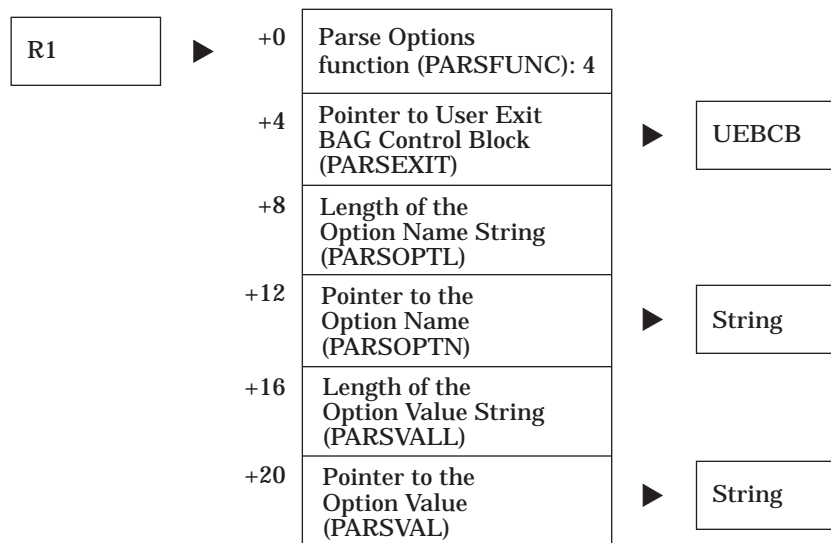 R1
+0
Parse Options
function (PARSFUNC): 4
+4
Pointer to User Exit
BAG Control Block
(PARSEXIT)
UEBCB
+8
Length of the
Option Name String
(PARSOPTL)
+12
Pointer to the
Option Name
(PARSOPTN)
String
+16
Length of the
Option Value String
(PARSVALL)
+20
Pointer to the
Option Value
(PARSVAL)
String